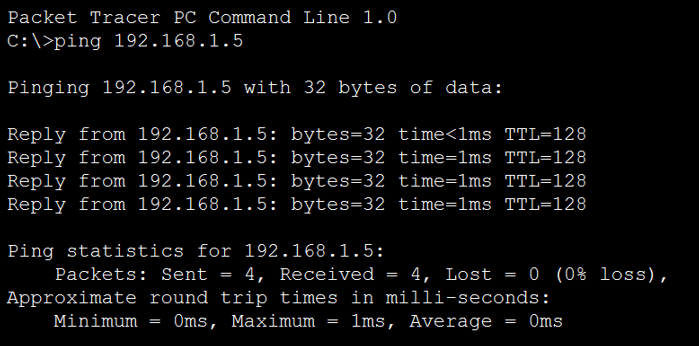 Packet Tracer PC Command Line 1.0
C:\>ping 192.168.1.5
Pinging 192.168.1.5 with 32 bytes of data:
Reply from 192.168.1.5: bytes=32 time<1ms TTL=128
Reply from 192.168.1.5: bytes=32 time=1ms TTL=128
Reply from 192.168.1.5: bytes=32 time=1ms TTL=128
Reply from 192.168.1.5: bytes=32 time=1ms TTL=128
Ping statistics for 192.168.1.5:
    Packets: Sent = 4, Received = 4, Lost = 0 (0% loss),
Approximate round trip times in milli-seconds:
    Minimum = 0ms, Maximum = 1ms, Average = 0ms